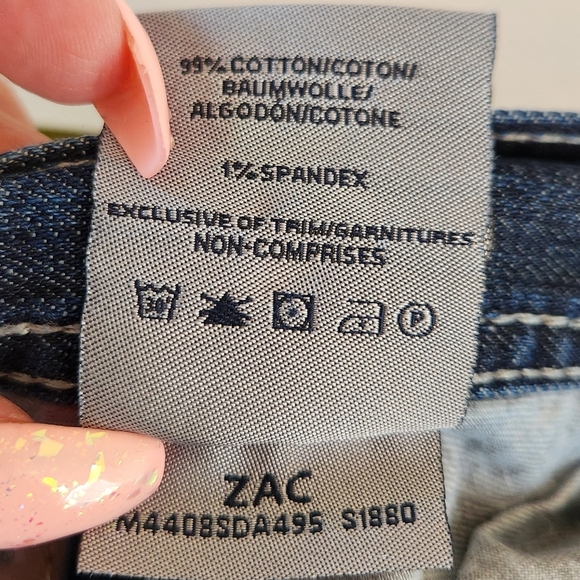 99% COTTON/COTON/
BAUMWOLLE/
ALGODÓN/COTONE
1% SPANDEX
EXCLUSIVE OF TRIM/GARNITURES
NON-COMPRISES
30
P
ZAC
M4408SDA495 S1880